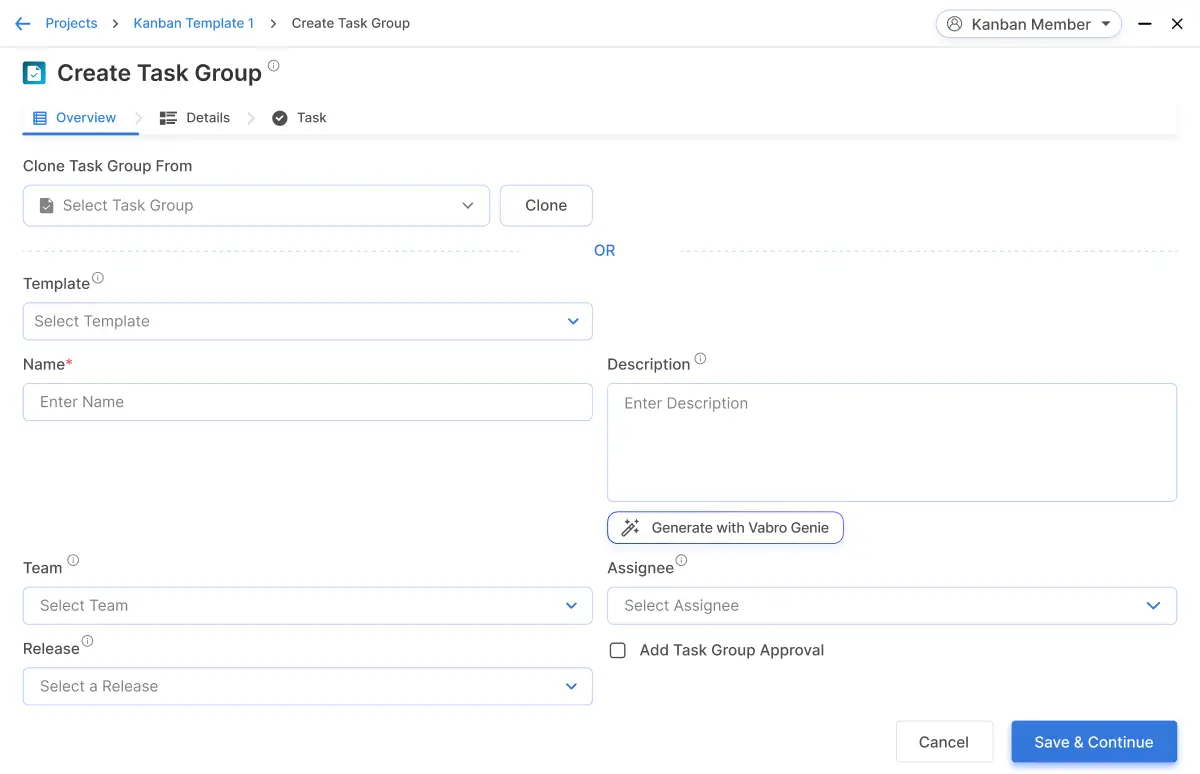 Projects > Kanban Template 1 > Create Task Group
Kanban Member
Create Task Group
Overview
Details
Task
Clone Task Group From
Select Task Group
Clone
OR
Template
Select Template
Name*
Enter Name
Description
Enter Description
Generate with Vabro Genie
Team
Select Team
Assignee
Select Assignee
Release
Select a Release
Add Task Group Approval
Cancel
Save & Continue